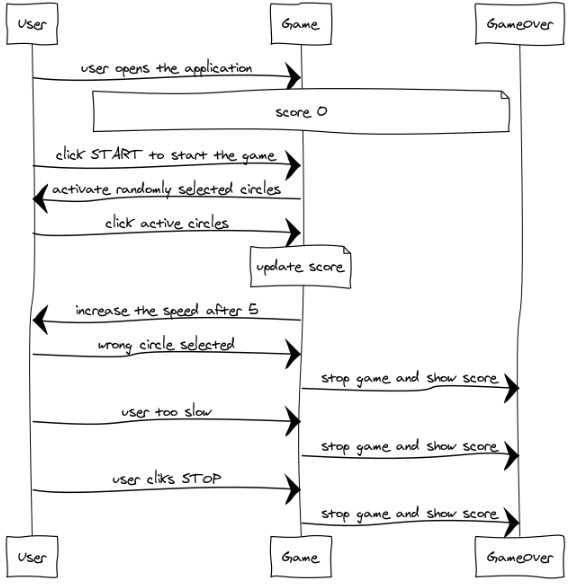 User Game GameOver
user opens the application
score 0
click START to start the game
activate randomly selected circles
click active circles
update score
increase the speed after 5
wrong circle selected
stop game and show score
user too slow
stop game and show score
user cliks STOP
stop game and show score
User Game GameOver